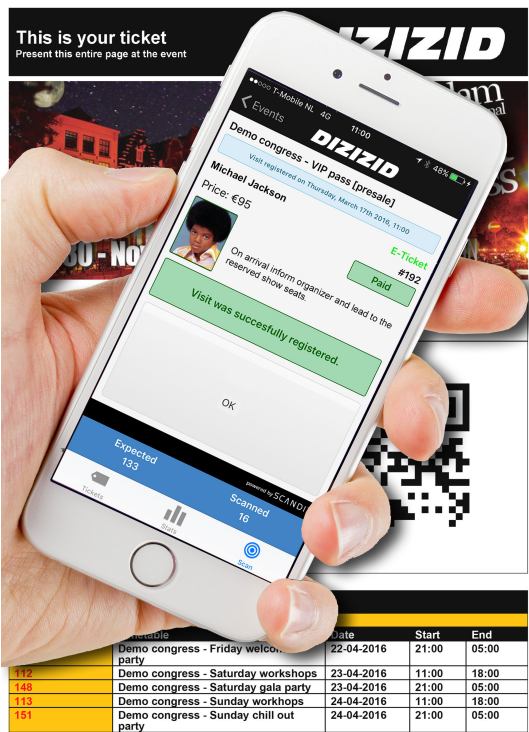 This is your ticket
Present this entire page at the event
DIZIZID
T-Mobile NL 4G
11:00
48%
Events
DIZIZID
Demo congress - VIP pass [presale]
Visit registered on Thursday, March 17th 2016, 11:00
Michael Jackson
Price: €95
E-Ticket
#192
Paid
On arrival inform organizer and lead to the
reserved show seats.
Visit was succesfully registered.
OK
powered by SCANDI
Expected
133
Scanned
16
Tickets
Stats
Scan
Date Start End
Demo congress - Friday
party
22-04-2016 21:00 05:00
112 Demo congress - Saturday workshops 23-04-2016 11:00 18:00
148 Demo congress - Saturday gala party 23-04-2016 21:00 05:00
113 Demo congress - Sunday workhops 24-04-2016 11:00 18:00
151 Demo congress - Sunday chill out 24-04-2016 21:00 05:00
party